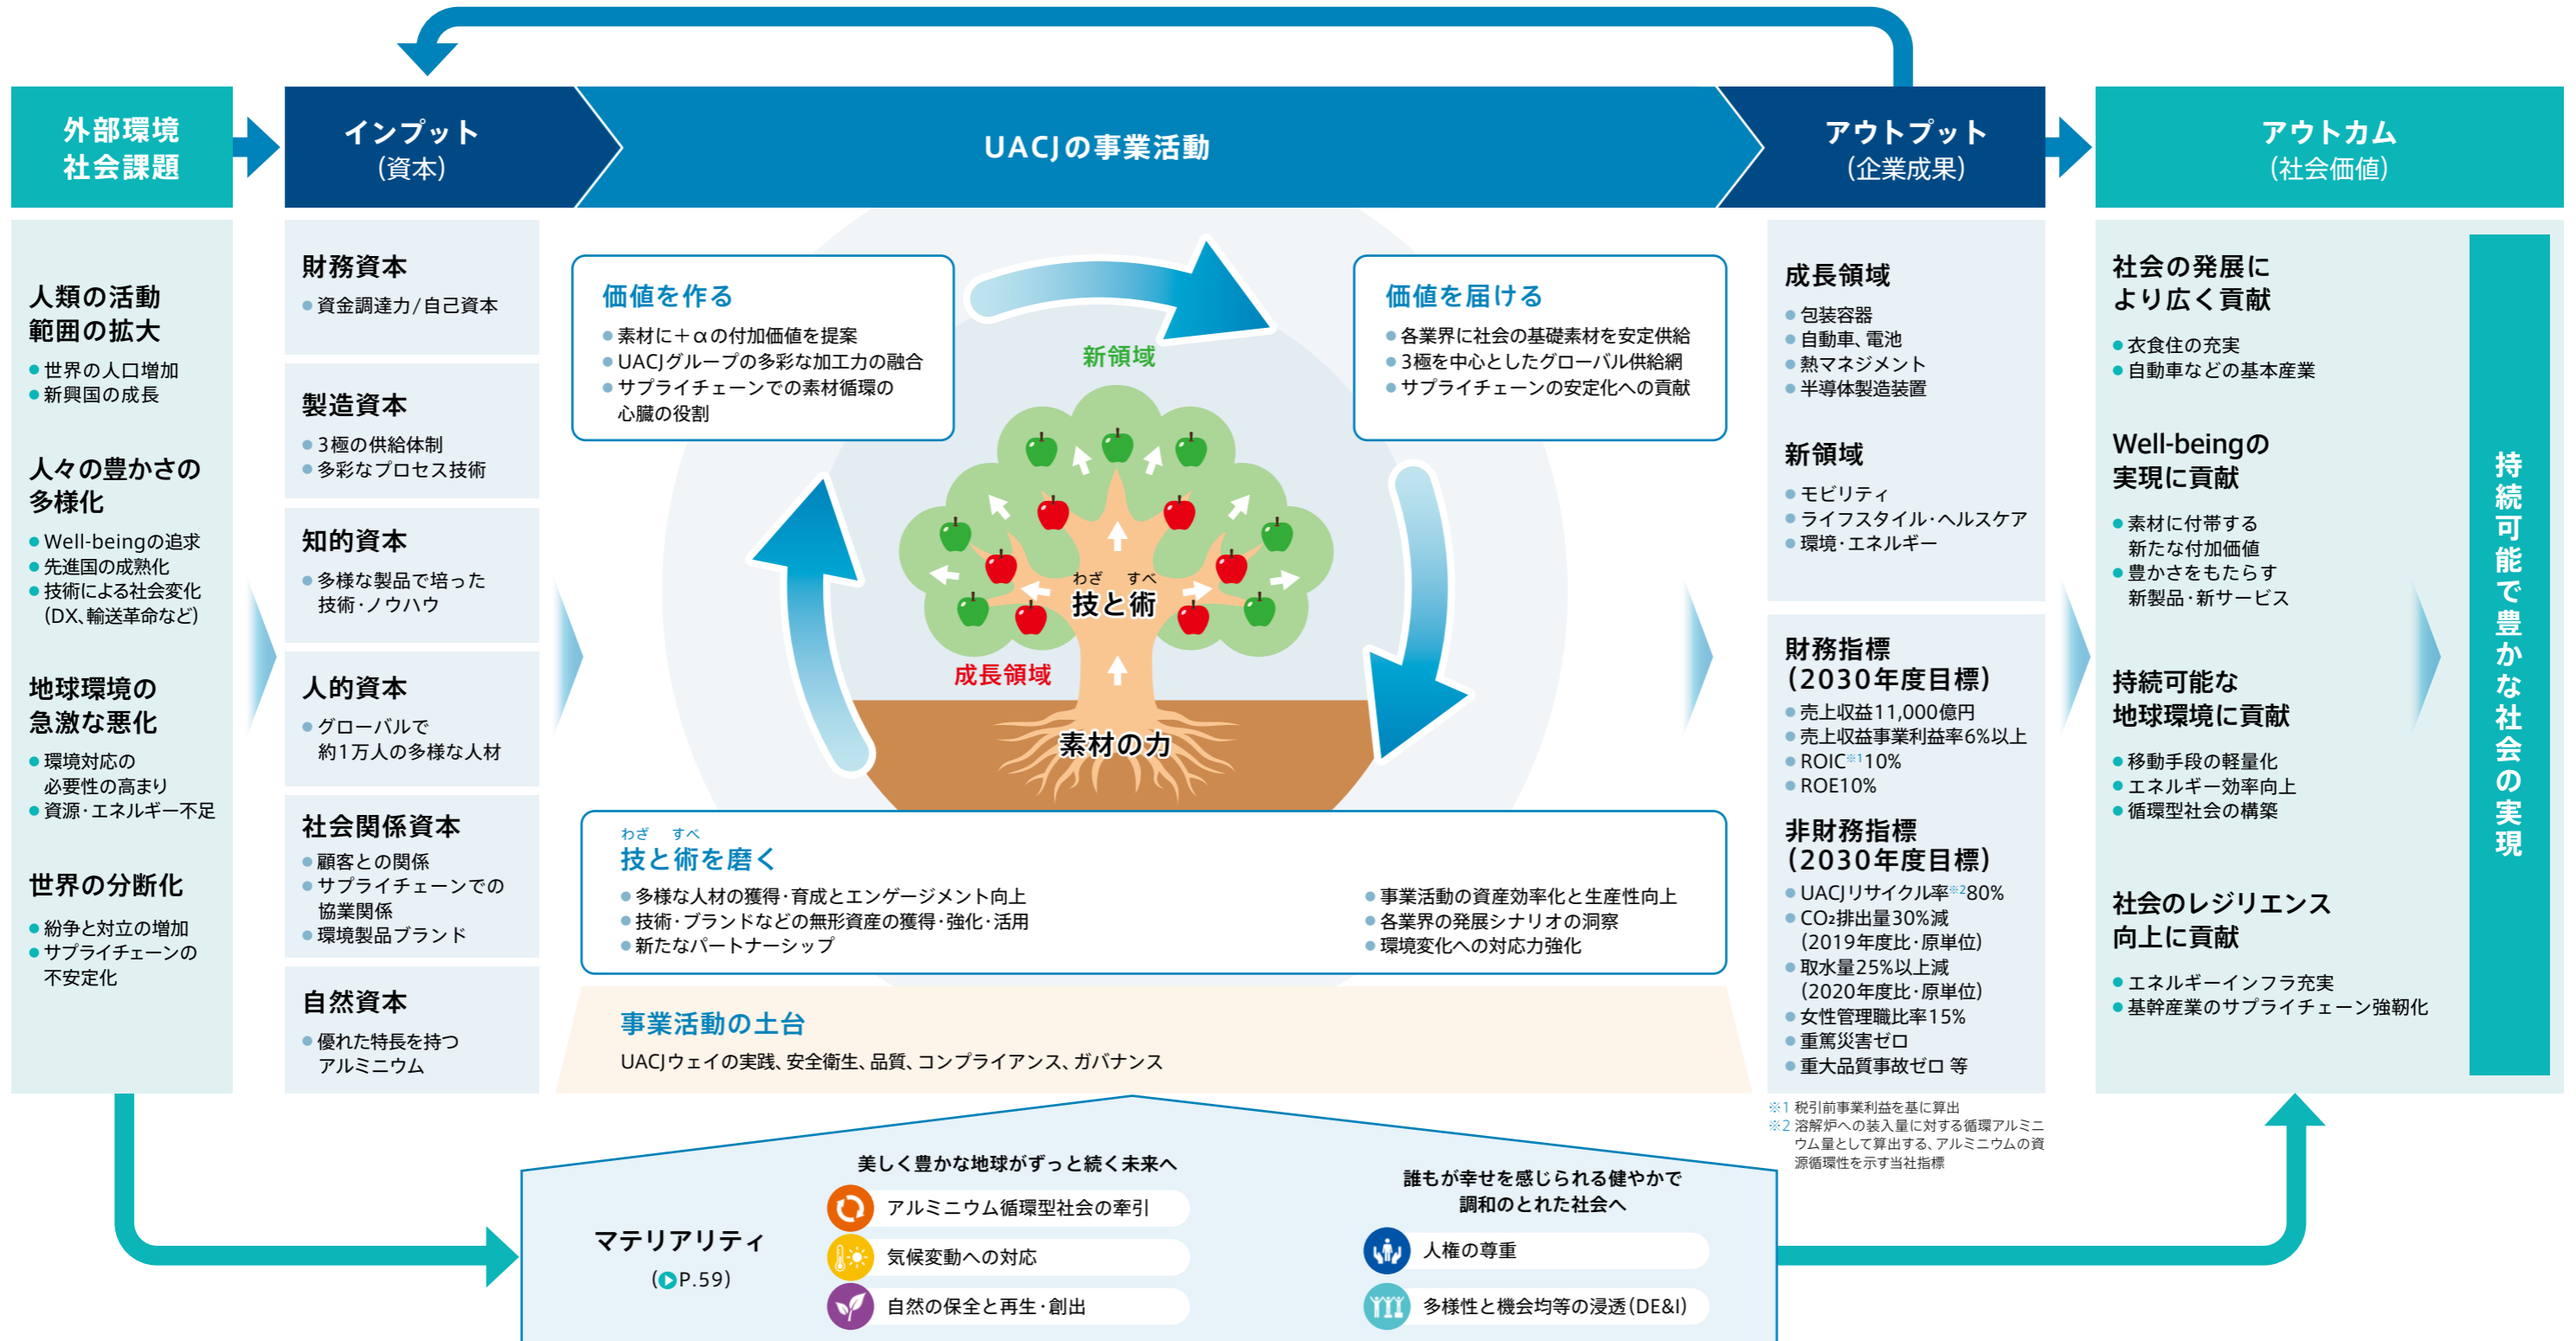 外部環境
社会課題
インプット
(資本)
UACJの事業活動
アウトプット
(企業成果)
アウトカム
(社会価値)
人類の活動
範囲の拡大
●世界の人口増加
●新興国の成長
人々の豊かさの
多様化
●Well-beingの追求
●先進国の成熟化
●技術による社会変化
(DX、輸送革命など)
地球環境の
急激な悪化
●環境対応の
必要性の高まり
●資源・エネルギー不足
世界の分断化
●紛争と対立の増加
●サプライチェーンの
不安定化
財務資本
●資金調達力/自己資本
製造資本
●3極の供給体制
●多彩なプロセス技術
知的資本
●多様な製品で培った
技術・ノウハウ
人的資本
●グローバルで
約1万人の多様な人材
社会関係資本
●顧客との関係
●サプライチェーンでの
協業関係
●環境製品ブランド
自然資本
●優れた特長を持つ
アルミニウム
価値を作る
●素材に＋αの付加価値を提案
●UACJグループの多彩な加工力の融合
●サプライチェーンでの素材循環の
心臓の役割
価値を届ける
●各業界に社会の基礎素材を安定供給
●3極を中心としたグローバル供給網
●サプライチェーンの安定化への貢献
新領域
わざ すべ
技と術
成長領域
素材の力
わざ すべ
技と術を磨く
●多様な人材の獲得・育成とエンゲージメント向上
●技術・ブランドなどの無形資産の獲得・強化・活用
●新たなパートナーシップ
●事業活動の資産効率化と生産性向上
●各業界の発展シナリオの洞察
●環境変化への対応力強化
事業活動の土台
UACJウェイの実践、安全衛生、品質、コンプライアンス、ガバナンス
成長領域
●包装容器
●自動車、電池
●熱マネジメント
●半導体製造装置
新領域
●モビリティ
●ライフスタイル・ヘルスケア
●環境・エネルギー
財務指標
(2030年度目標)
●売上収益11,000億円
●売上収益事業利益率6%以上
●ROIC※110%
●ROE10%
非財務指標
(2030年度目標)
●UACJリサイクル率※280%
●CO₂排出量30%減
(2019年度比・原単位)
●取水量25%以上減
(2020年度比・原単位)
●女性管理職比率15%
●重篤災害ゼロ
●重大品質事故ゼロ 等
※1 税引前事業利益を基に算出
※2 溶解炉への装入量に対する循環アルミニ
ウム量として算出する、アルミニウムの資
源循環性を示す当社指標
社会の発展に
より広く貢献
●衣食住の充実
●自動車などの基本産業
Well-beingの
実現に貢献
●素材に付帯する
新たな付加価値
●豊かさをもたらす
新製品・新サービス
持続可能な
地球環境に貢献
●移動手段の軽量化
●エネルギー効率向上
●循環型社会の構築
社会のレジリエンス
向上に貢献
●エネルギーインフラ充実
●基幹産業のサプライチェーン強靭化
持続可能で豊かな社会の実現
マテリアリティ
(P.59)
美しく豊かな地球がずっと続く未来へ
アルミニウム循環型社会の牽引
気候変動への対応
自然の保全と再生・創出
誰もが幸せを感じられる健やかで
調和のとれた社会へ
人権の尊重
多様性と機会均等の浸透(DE&I)